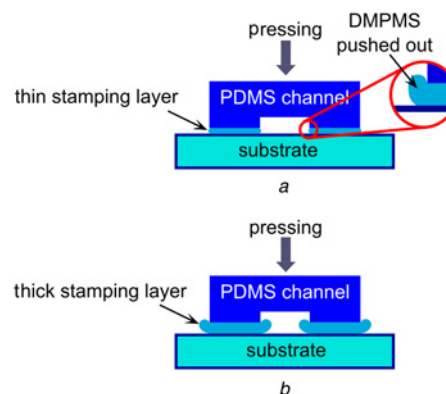 DMPMS
pushed out
pressing
thin stamping layer
PDMS channel
substrate
a
pressing
thick stamping layer
PDMS channel
substrate
b